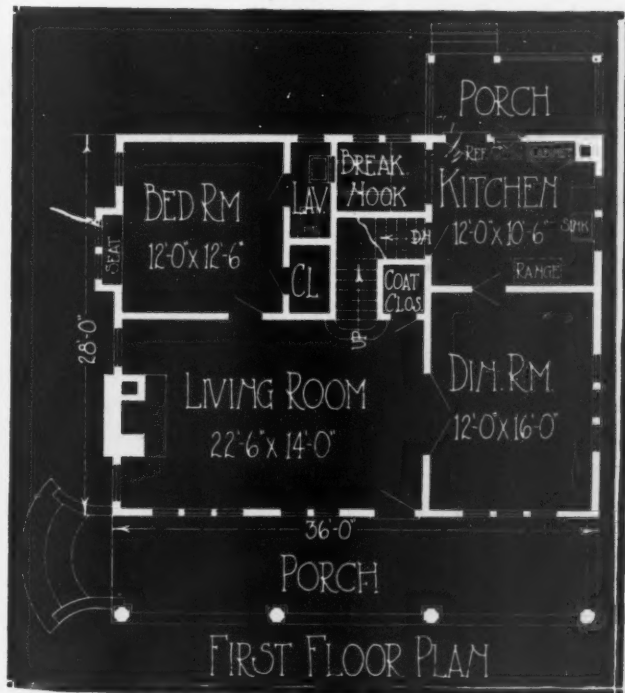 PORCH
REF.
CABINET
BREAK.
NOOK
KITCHEN
12'-0" x 10'-6"
SINK
RANGE
BED RM
12'-0" x 12'-6"
SEAT
LAV.
CL.
DN
COAT
CLOS.
UP
28'-0"
LIVING ROOM
22'-6" x 14'-0"
DIN. RM.
12'-0" x 16'-0"
36'-0"
PORCH
FIRST FLOOR PLAN